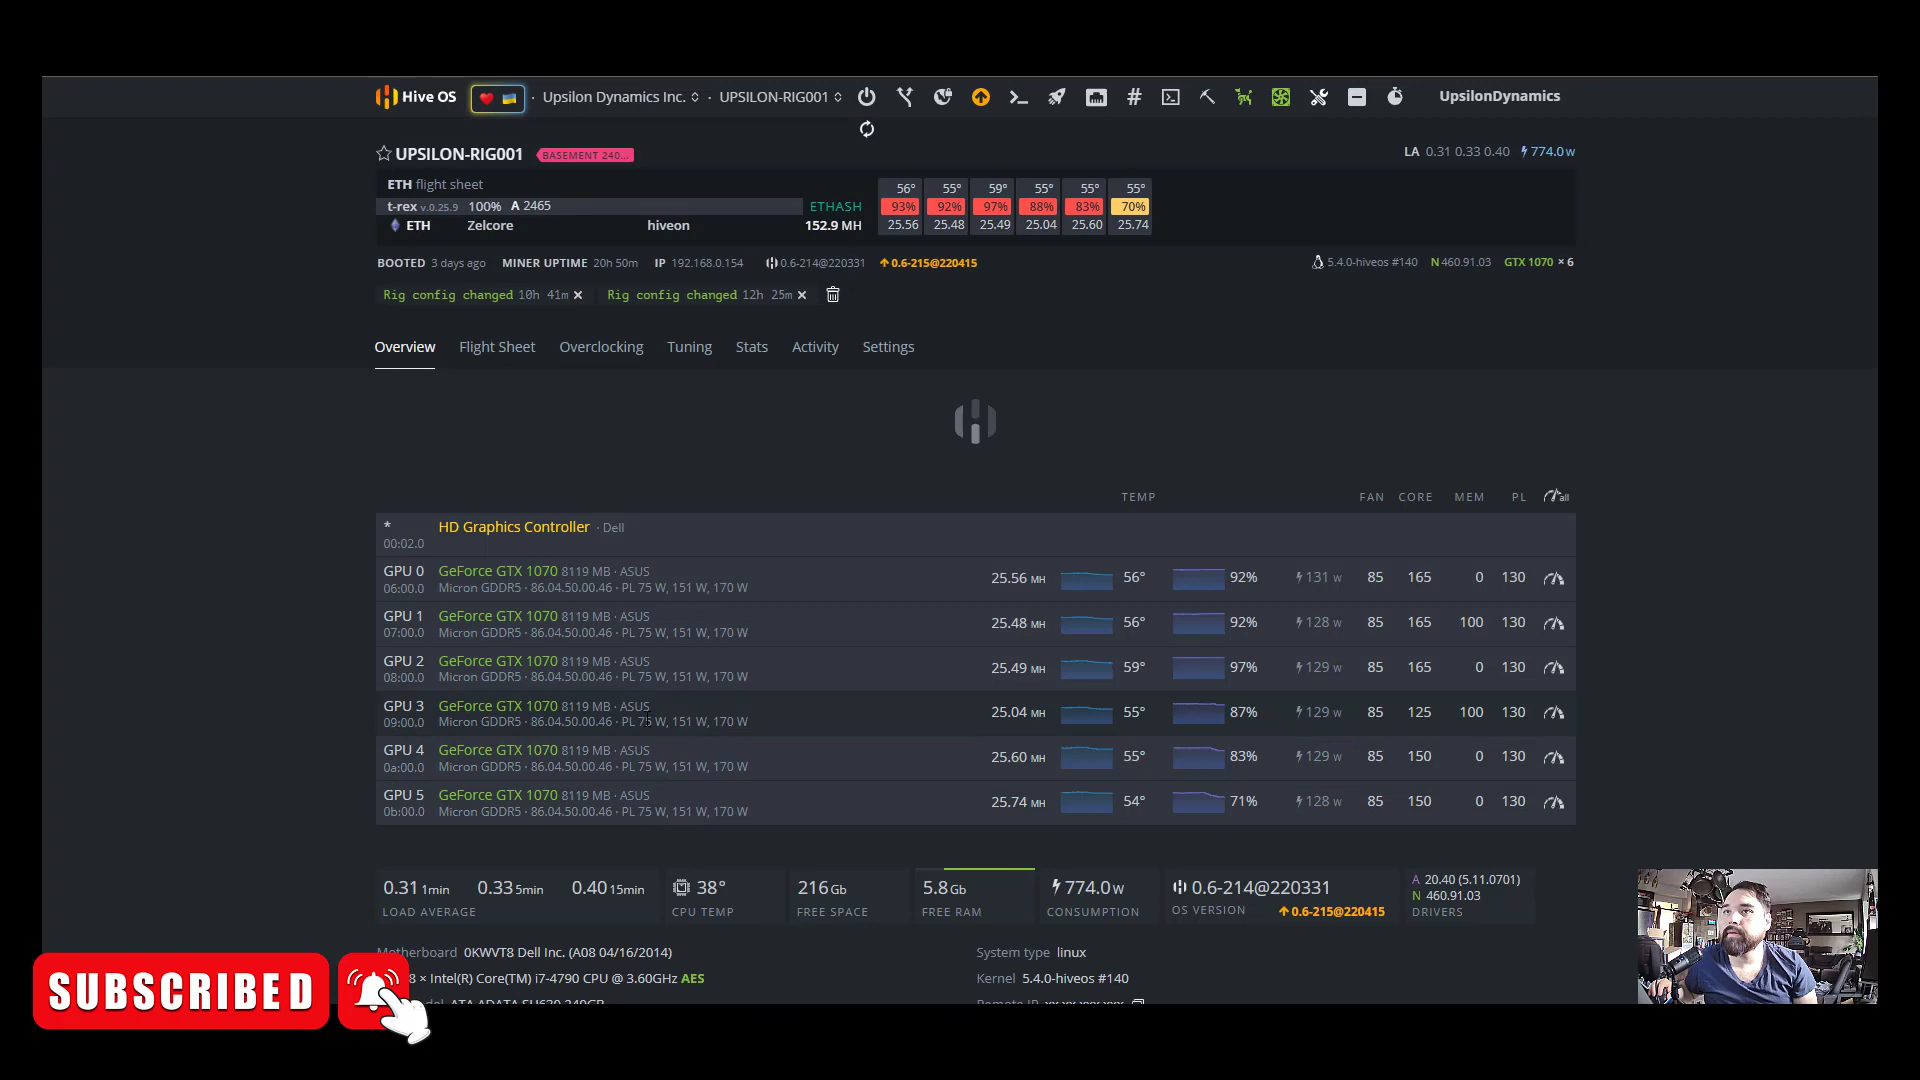 Hive OS · Upsilon Dynamics Inc. · UPSILON-RIG001 UpsilonDynamics
UPSILON-RIG001 BASEMENT 240... LA 0.31 0.33 0.40 774.0 W
ETH flight sheet
t-rex v.0.25.9 100% A 2465 ETHASH
ETH Zelcore hiveon 152.9 MH
56° 55° 59° 55° 55° 55°
93% 92% 97% 88% 83% 70%
25.56 25.48 25.49 25.04 25.60 25.74
BOOTED 3 days ago MINER UPTIME 20h 50m IP 192.168.0.154 0.6-214@220331 0.6-215@220415 5.4.0-hiveos #140 N 460.91.03 GTX 1070 × 6
Rig config changed 10h 41m × Rig config changed 12h 25m ×
Overview Flight Sheet Overclocking Tuning Stats Activity Settings
TEMP FAN CORE MEM PL all
* HD Graphics Controller · Dell
00:02.0
GPU 0 GeForce GTX 1070 8119 MB · ASUS
06:00.0 Micron GDDR5 · 86.04.50.00.46 · PL 75 W, 151 W, 170 W
25.56 MH 56° 92% 131 W 85 165 0 130
GPU 1 GeForce GTX 1070 8119 MB · ASUS
07:00.0 Micron GDDR5 · 86.04.50.00.46 · PL 75 W, 151 W, 170 W
25.48 MH 56° 92% 128 W 85 165 100 130
GPU 2 GeForce GTX 1070 8119 MB · ASUS
08:00.0 Micron GDDR5 · 86.04.50.00.46 · PL 75 W, 151 W, 170 W
25.49 MH 59° 97% 129 W 85 165 0 130
GPU 3 GeForce GTX 1070 8119 MB · ASUS
09:00.0 Micron GDDR5 · 86.04.50.00.46 · PL 75 W, 151 W, 170 W
25.04 MH 55° 87% 129 W 85 125 100 130
GPU 4 GeForce GTX 1070 8119 MB · ASUS
0a:00.0 Micron GDDR5 · 86.04.50.00.46 · PL 75 W, 151 W, 170 W
25.60 MH 55° 83% 129 W 85 150 0 130
GPU 5 GeForce GTX 1070 8119 MB · ASUS
0b:00.0 Micron GDDR5 · 86.04.50.00.46 · PL 75 W, 151 W, 170 W
25.74 MH 54° 71% 128 W 85 150 0 130
0.31 1min 0.33 5min 0.40 15min
LOAD AVERAGE
38°
CPU TEMP
216 Gb
FREE SPACE
5.8 Gb
FREE RAM
774.0 W
CONSUMPTION
0.6-214@220331
OS VERSION 0.6-215@220415
A 20.40 (5.11.0701)
N 460.91.03
DRIVERS
Motherboard 0KWVT8 Dell Inc. (A08 04/16/2014)
8 × Intel(R) Core(TM) i7-4790 CPU @ 3.60GHz AES
System type linux
Kernel 5.4.0-hiveos #140
SUBSCRIBED